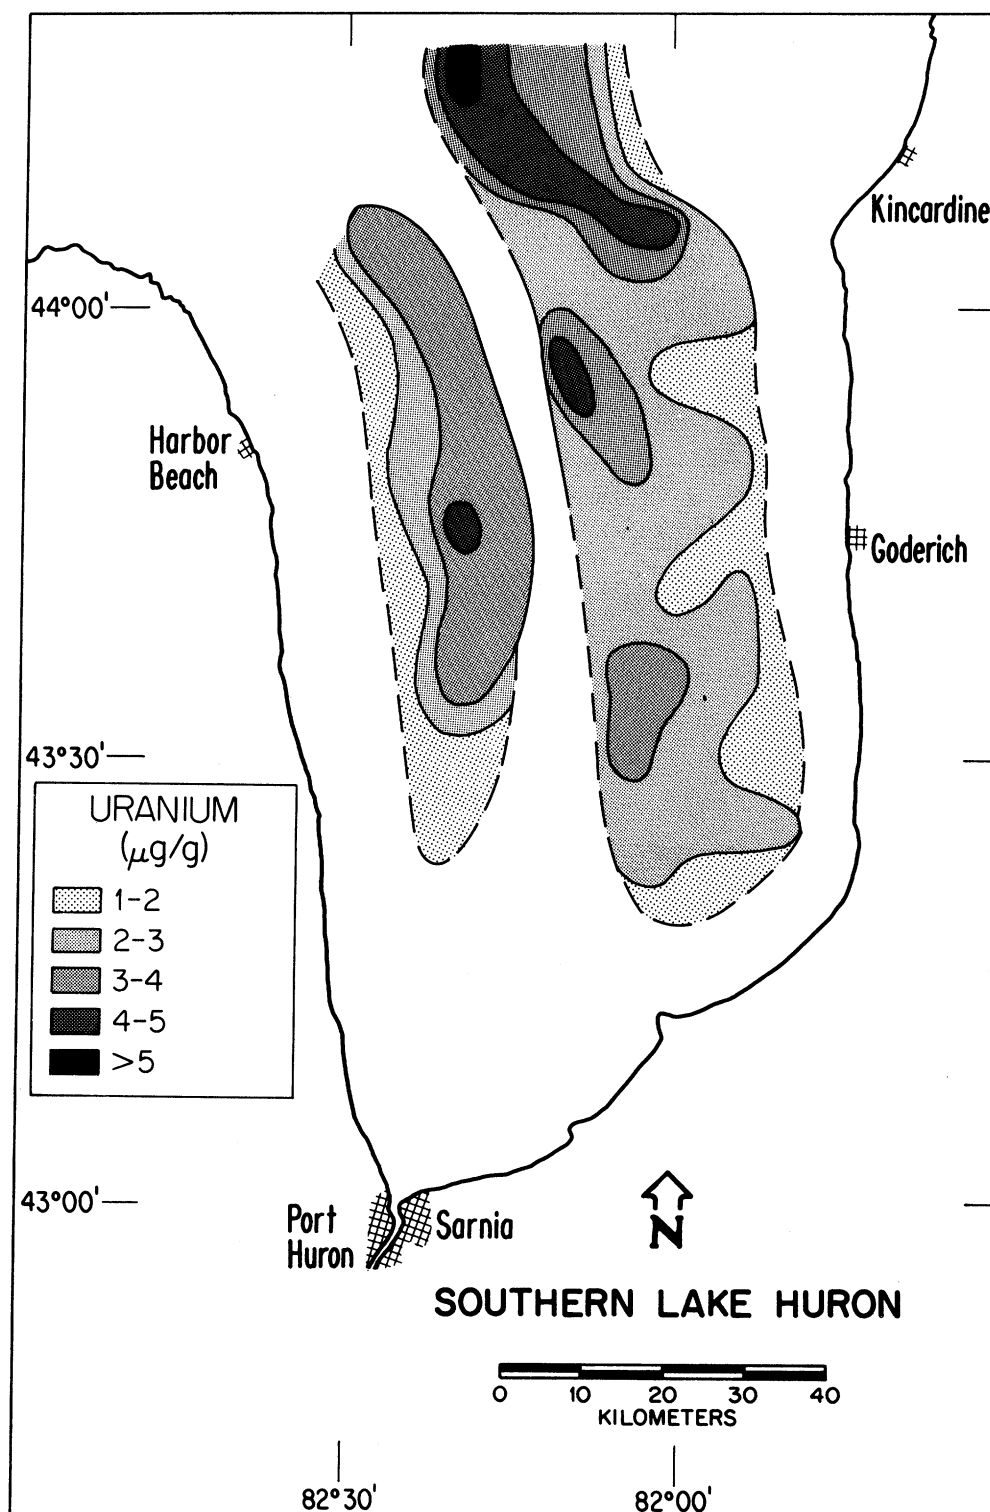 Kincardine
44°00'
Harbor
Beach
Goderich
43°30'
URANIUM
(μg/g)
1-2
2-3
3-4
4-5
>5
43°00'
Port
Huron
Sarnia
N
SOUTHERN LAKE HURON
0 10 20 30 40
KILOMETERS
82°30'
82°00'